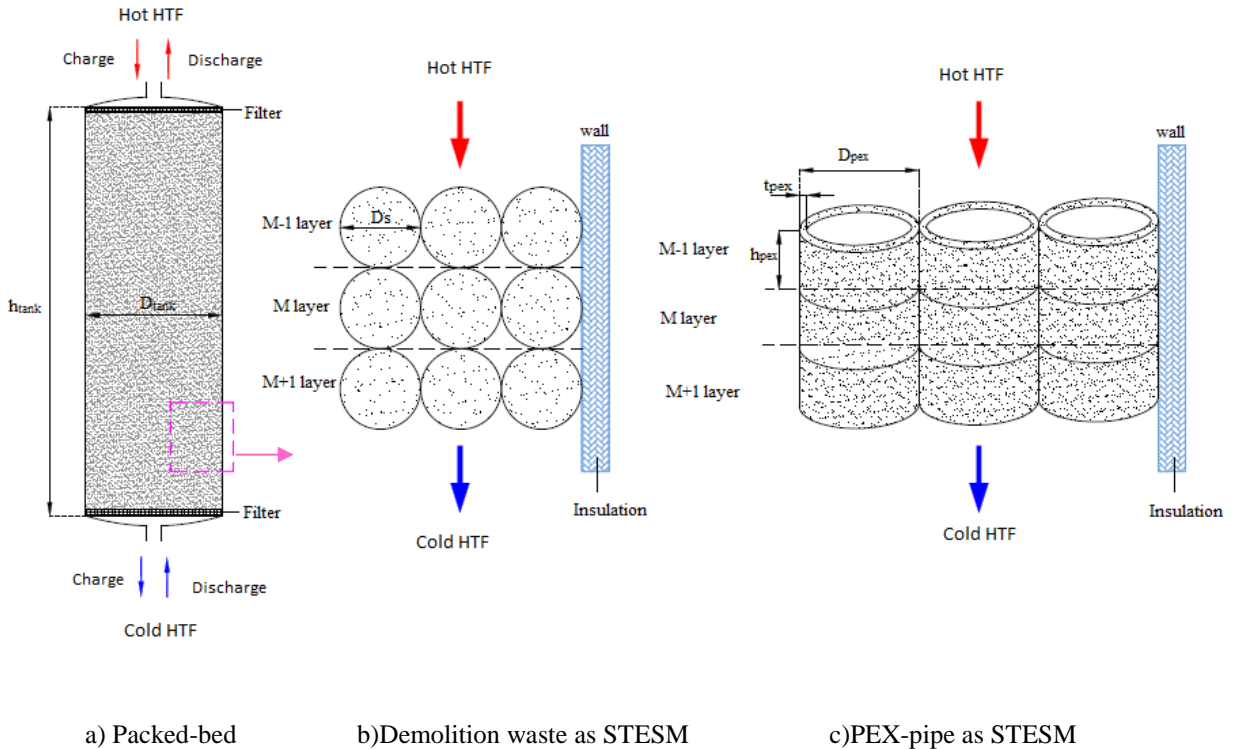 Hot HTF
Charge
Discharge
Filter
htank
Dtank
Filter
Charge
Discharge
Cold HTF
Hot HTF
wall
M-1 layer
Ds
M layer
M+1 layer
Insulation
Cold HTF
Hot HTF
wall
Dpex
tpex
M-1 layer
hpex
M layer
M+1 layer
Insulation
Cold HTF
a) Packed-bed
b)Demolition waste as STESM
c)PEX-pipe as STESM